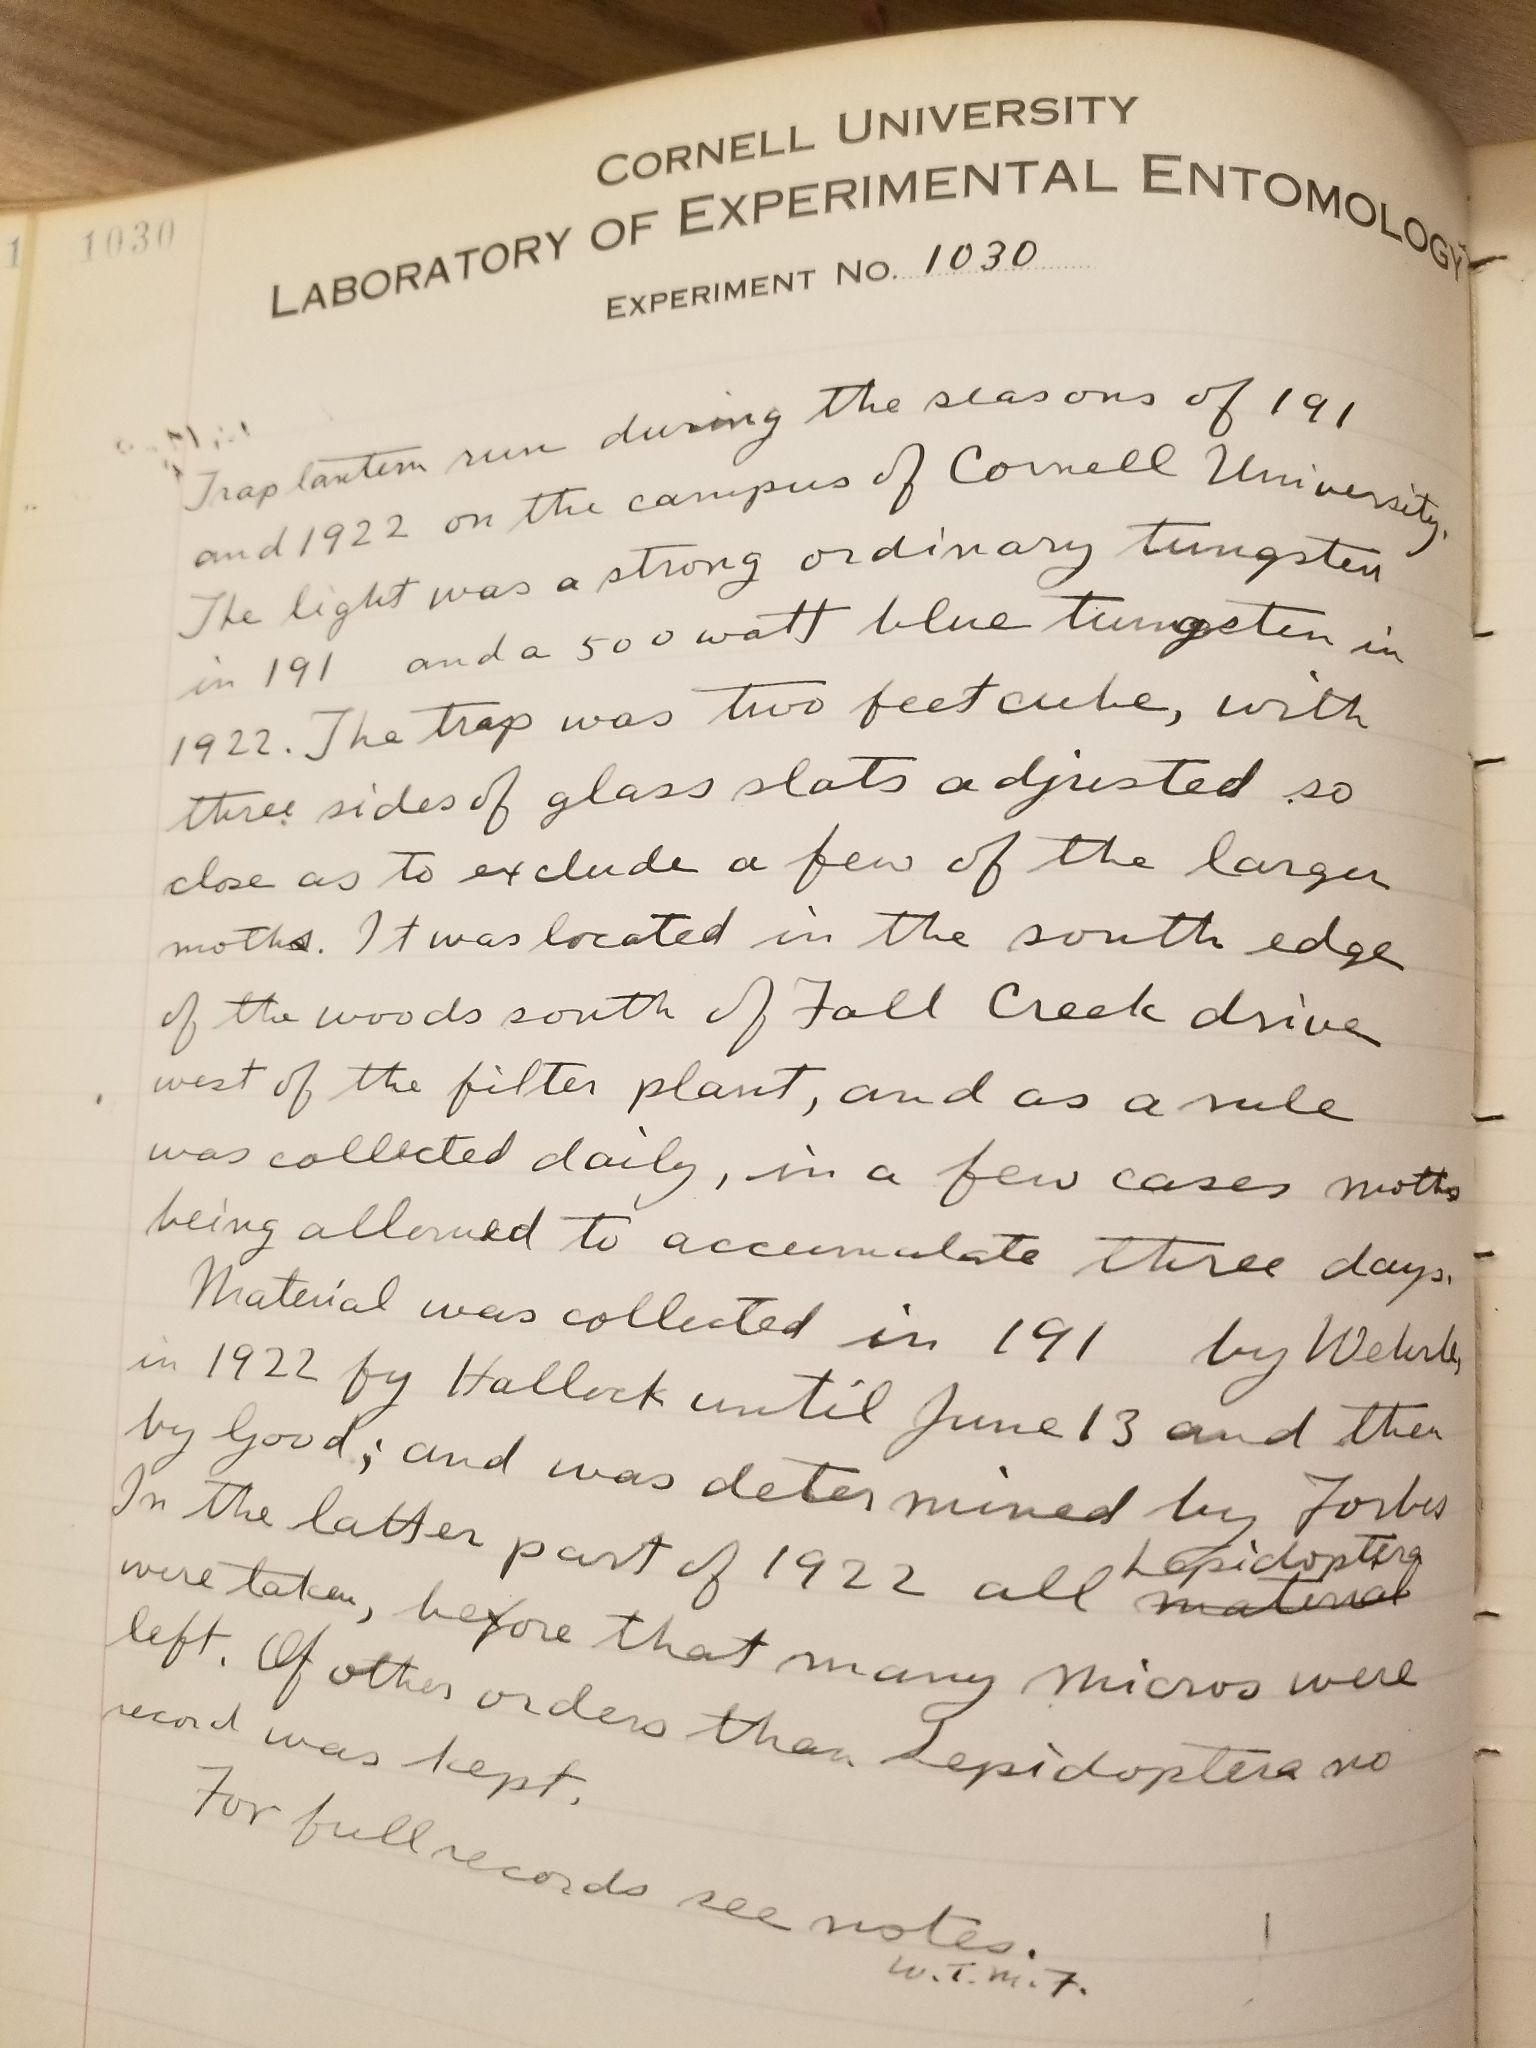 CORNELL UNIVERSITY
LABORATORY OF EXPERIMENTAL ENTOMOLOGY
1 1030
EXPERIMENT NO. 1030
Trap lantern run during the seasons of 191
and 1922 on the campus of Cornell University.
The light was a strong ordinary tungsten
in 191 and a 500 watt blue tungsten in
1922. The trap was two feet cube, with
three sides of glass slats adjusted so
close as to exclude a few of the larger
moths. It was located in the south edge
of the woods south of Fall Creek drive
west of the filter plant, and as a rule
was collected daily, in a few cases moths
being allowed to accumulate three days.
Material was collected in 191 by
in 1922 by Hallock until June 13 and then
by Good; and was determined by Forbes
In the latter part of 1922 all Lepidoptera material
were taken, before that many micros were
left. Of other orders than Lepidoptera no
record was kept.
For full records see notes.
W.T.M.F.